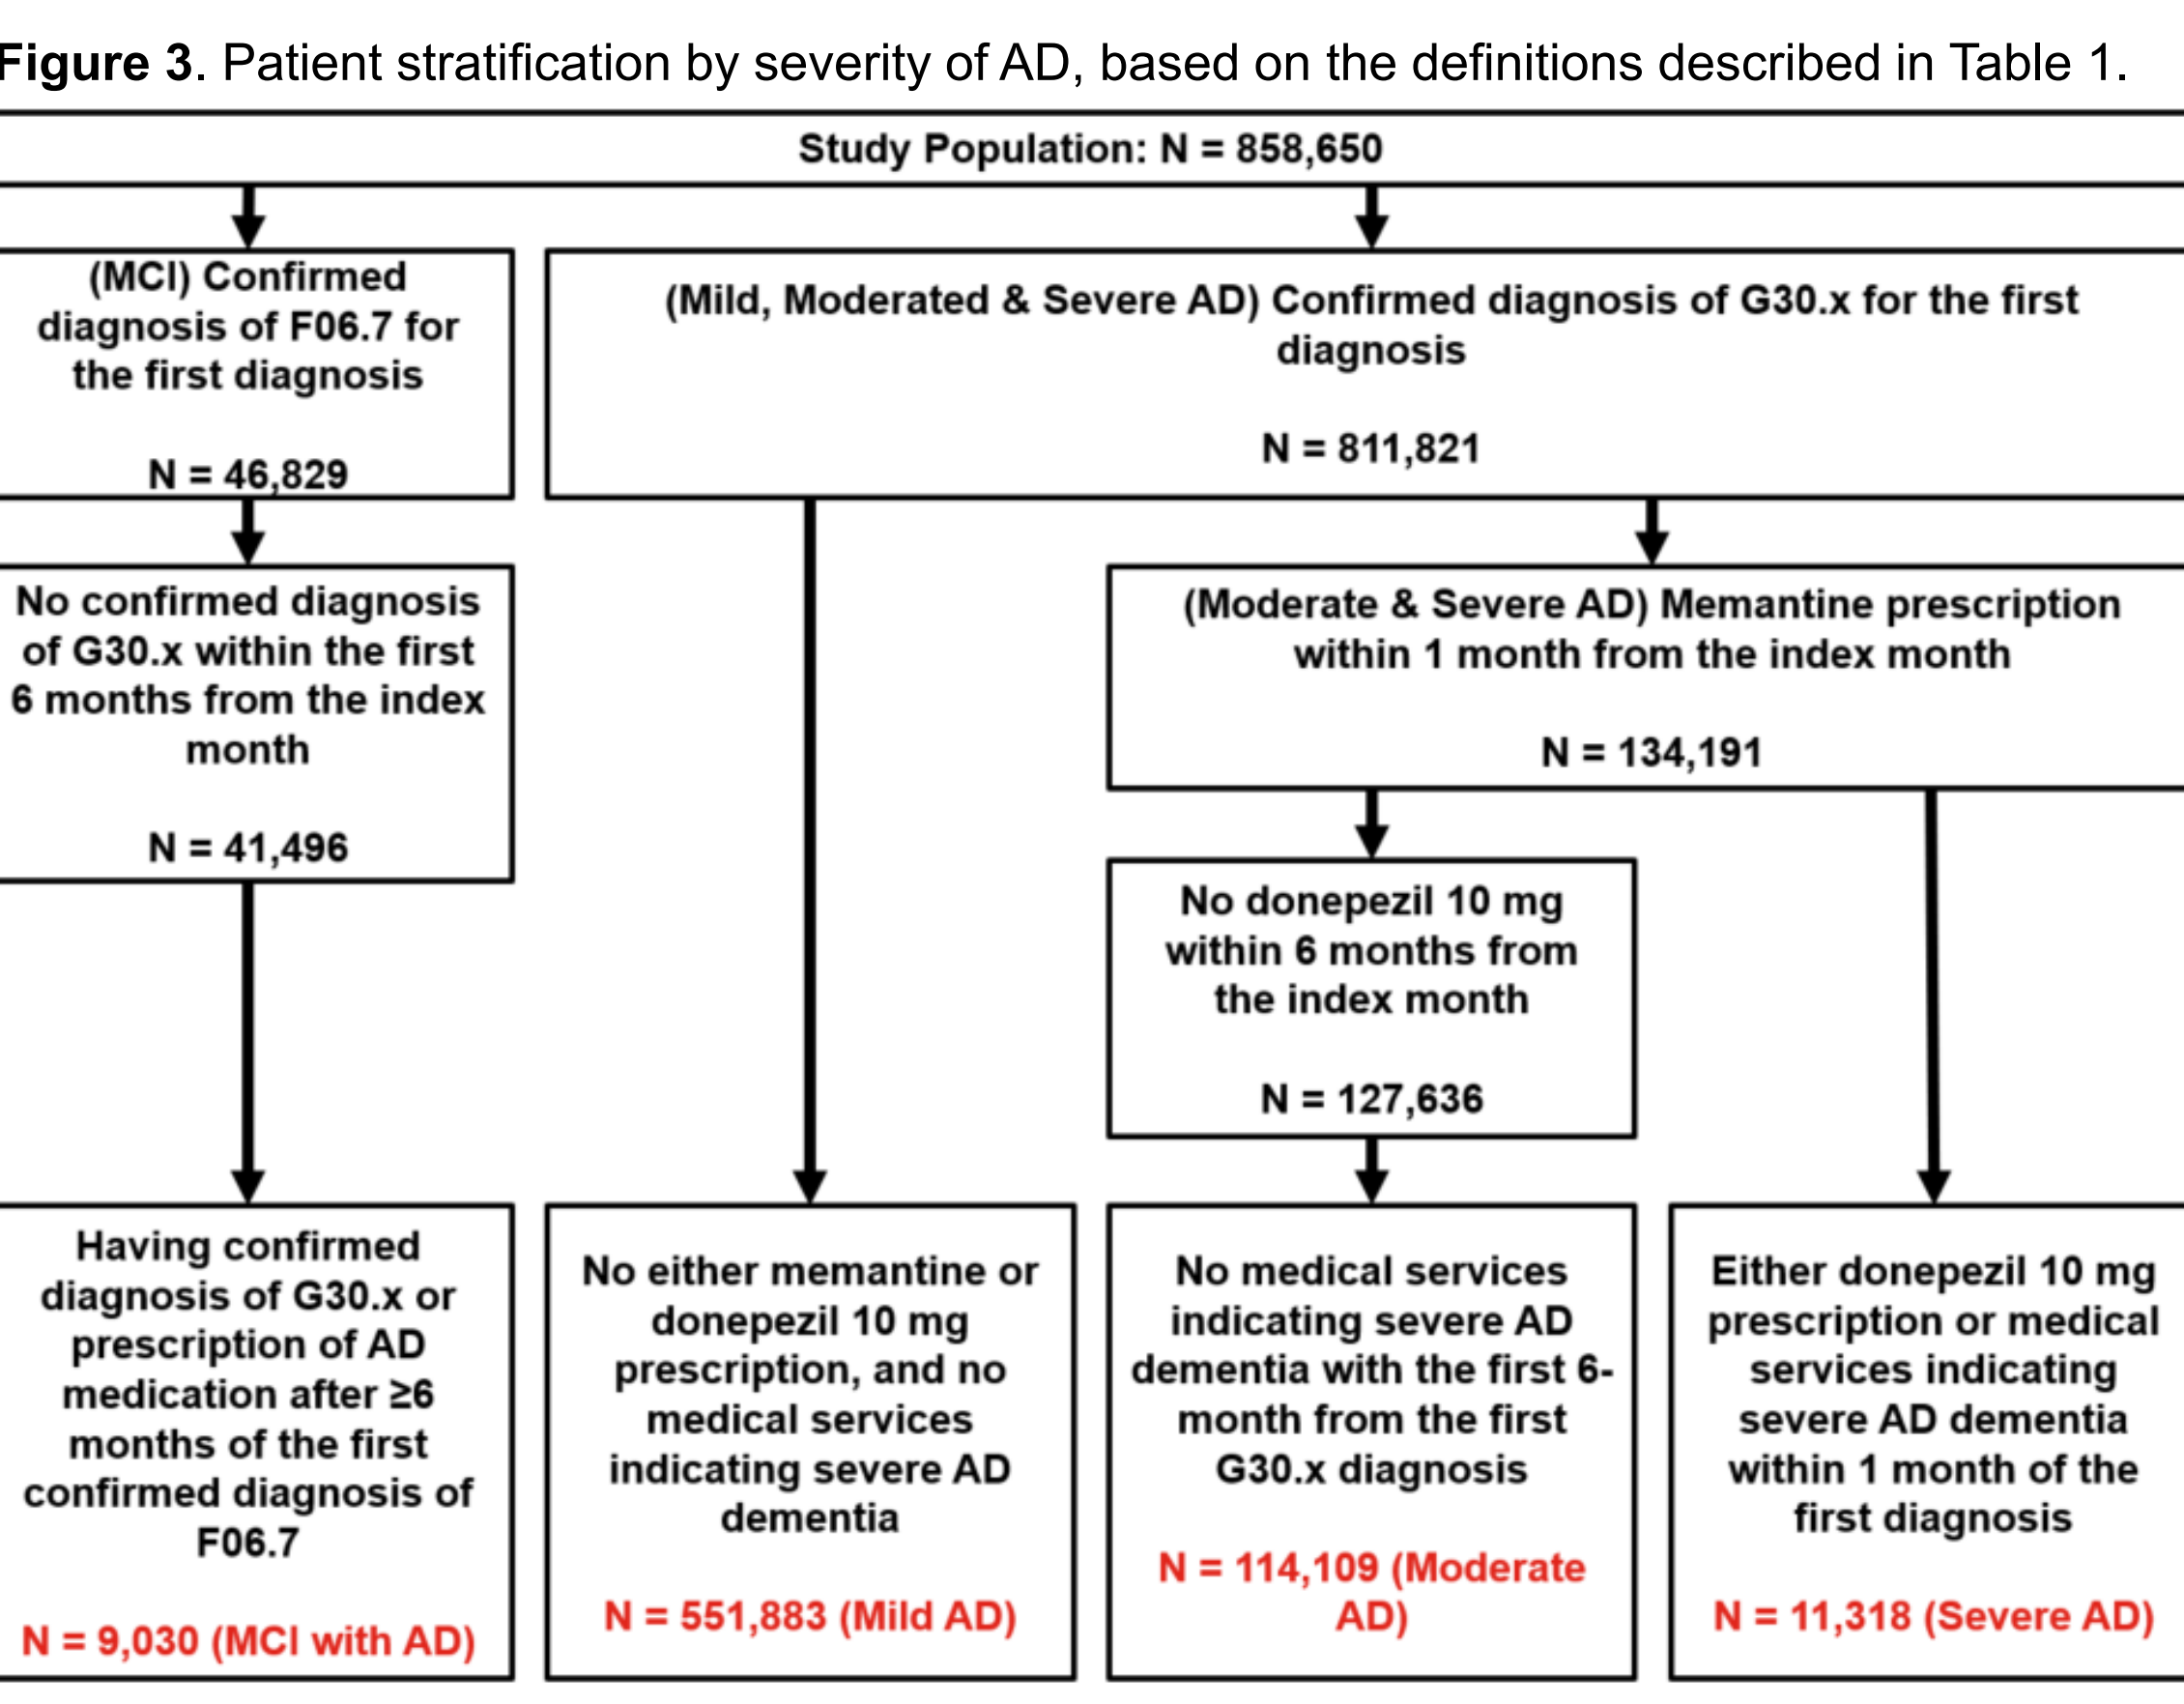 Figure 3. Patient stratification by severity of AD, based on the definitions described in Table 1.
Study Population: N = 858,650
(MCI) Confirmed
diagnosis of F06.7 for
the first diagnosis
N = 46,829
(Mild, Moderated & Severe AD) Confirmed diagnosis of G30.x for the first
diagnosis
N = 811,821
No confirmed diagnosis
of G30.x within the first
6 months from the index
month
N = 41,496
(Moderate & Severe AD) Memantine prescription
within 1 month from the index month
N = 134,191
No donepezil 10 mg
within 6 months from
the index month
N = 127,636
Having confirmed
diagnosis of G30.x or
prescription of AD
medication after ≥6
months of the first
confirmed diagnosis of
F06.7
N = 9,030 (MCI with AD)
No either memantine or
donepezil 10 mg
prescription, and no
medical services
indicating severe AD
dementia
N = 551,883 (Mild AD)
No medical services
indicating severe AD
dementia with the first 6-
month from the first
G30.x diagnosis
N = 114,109 (Moderate
AD)
Either donepezil 10 mg
prescription or medical
services indicating
severe AD dementia
within 1 month of the
first diagnosis
N = 11,318 (Severe AD)